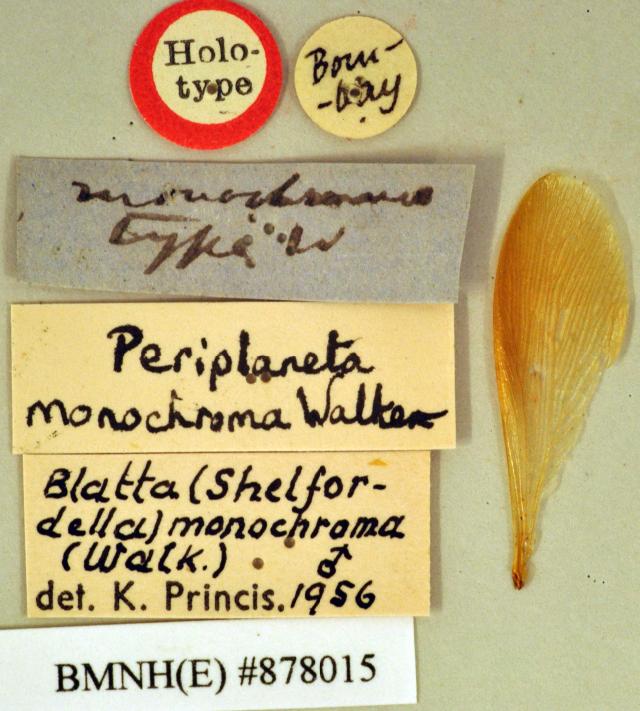 Holo-
type
Bom-
-bay
monochroma
type
Periplaneta
monochroma Walker
Blatta (Shelfor-
della) monochroma
(Walk.) ♂
det. K. Princis. 1956
BMNH(E) #878015